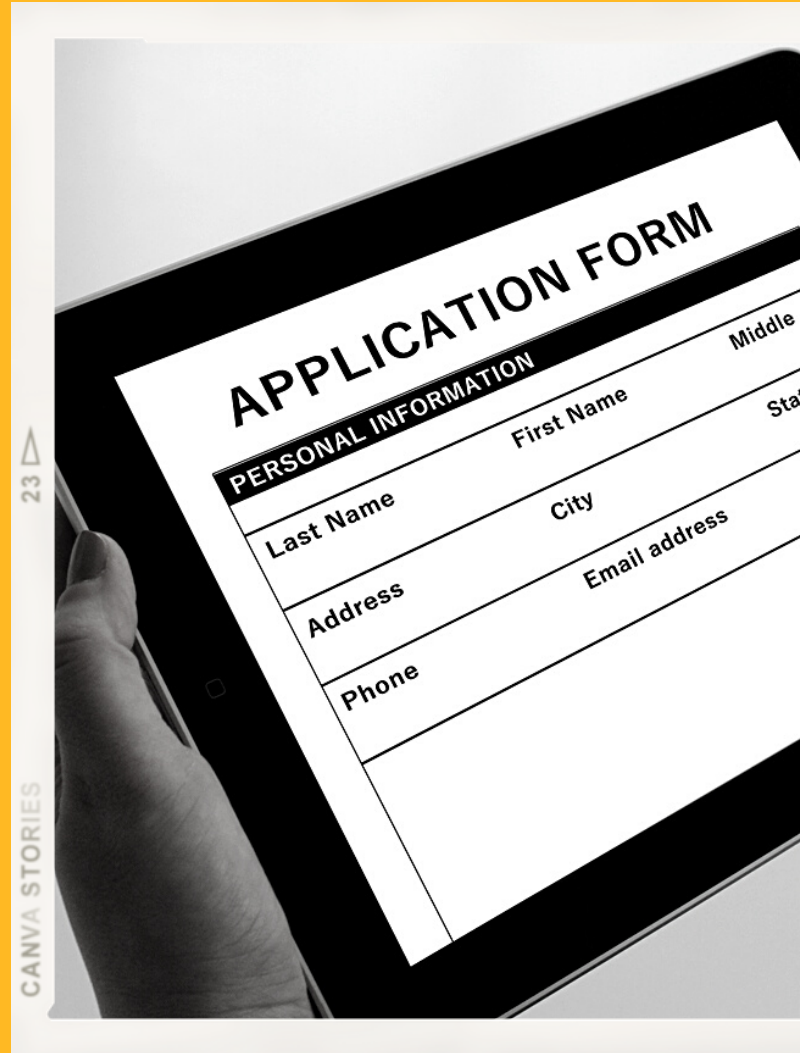 APPLICATION FORM
PERSONAL INFORMATION
Last Name First Name Middle
Address City
Phone Email address
23
CANVA STORIES